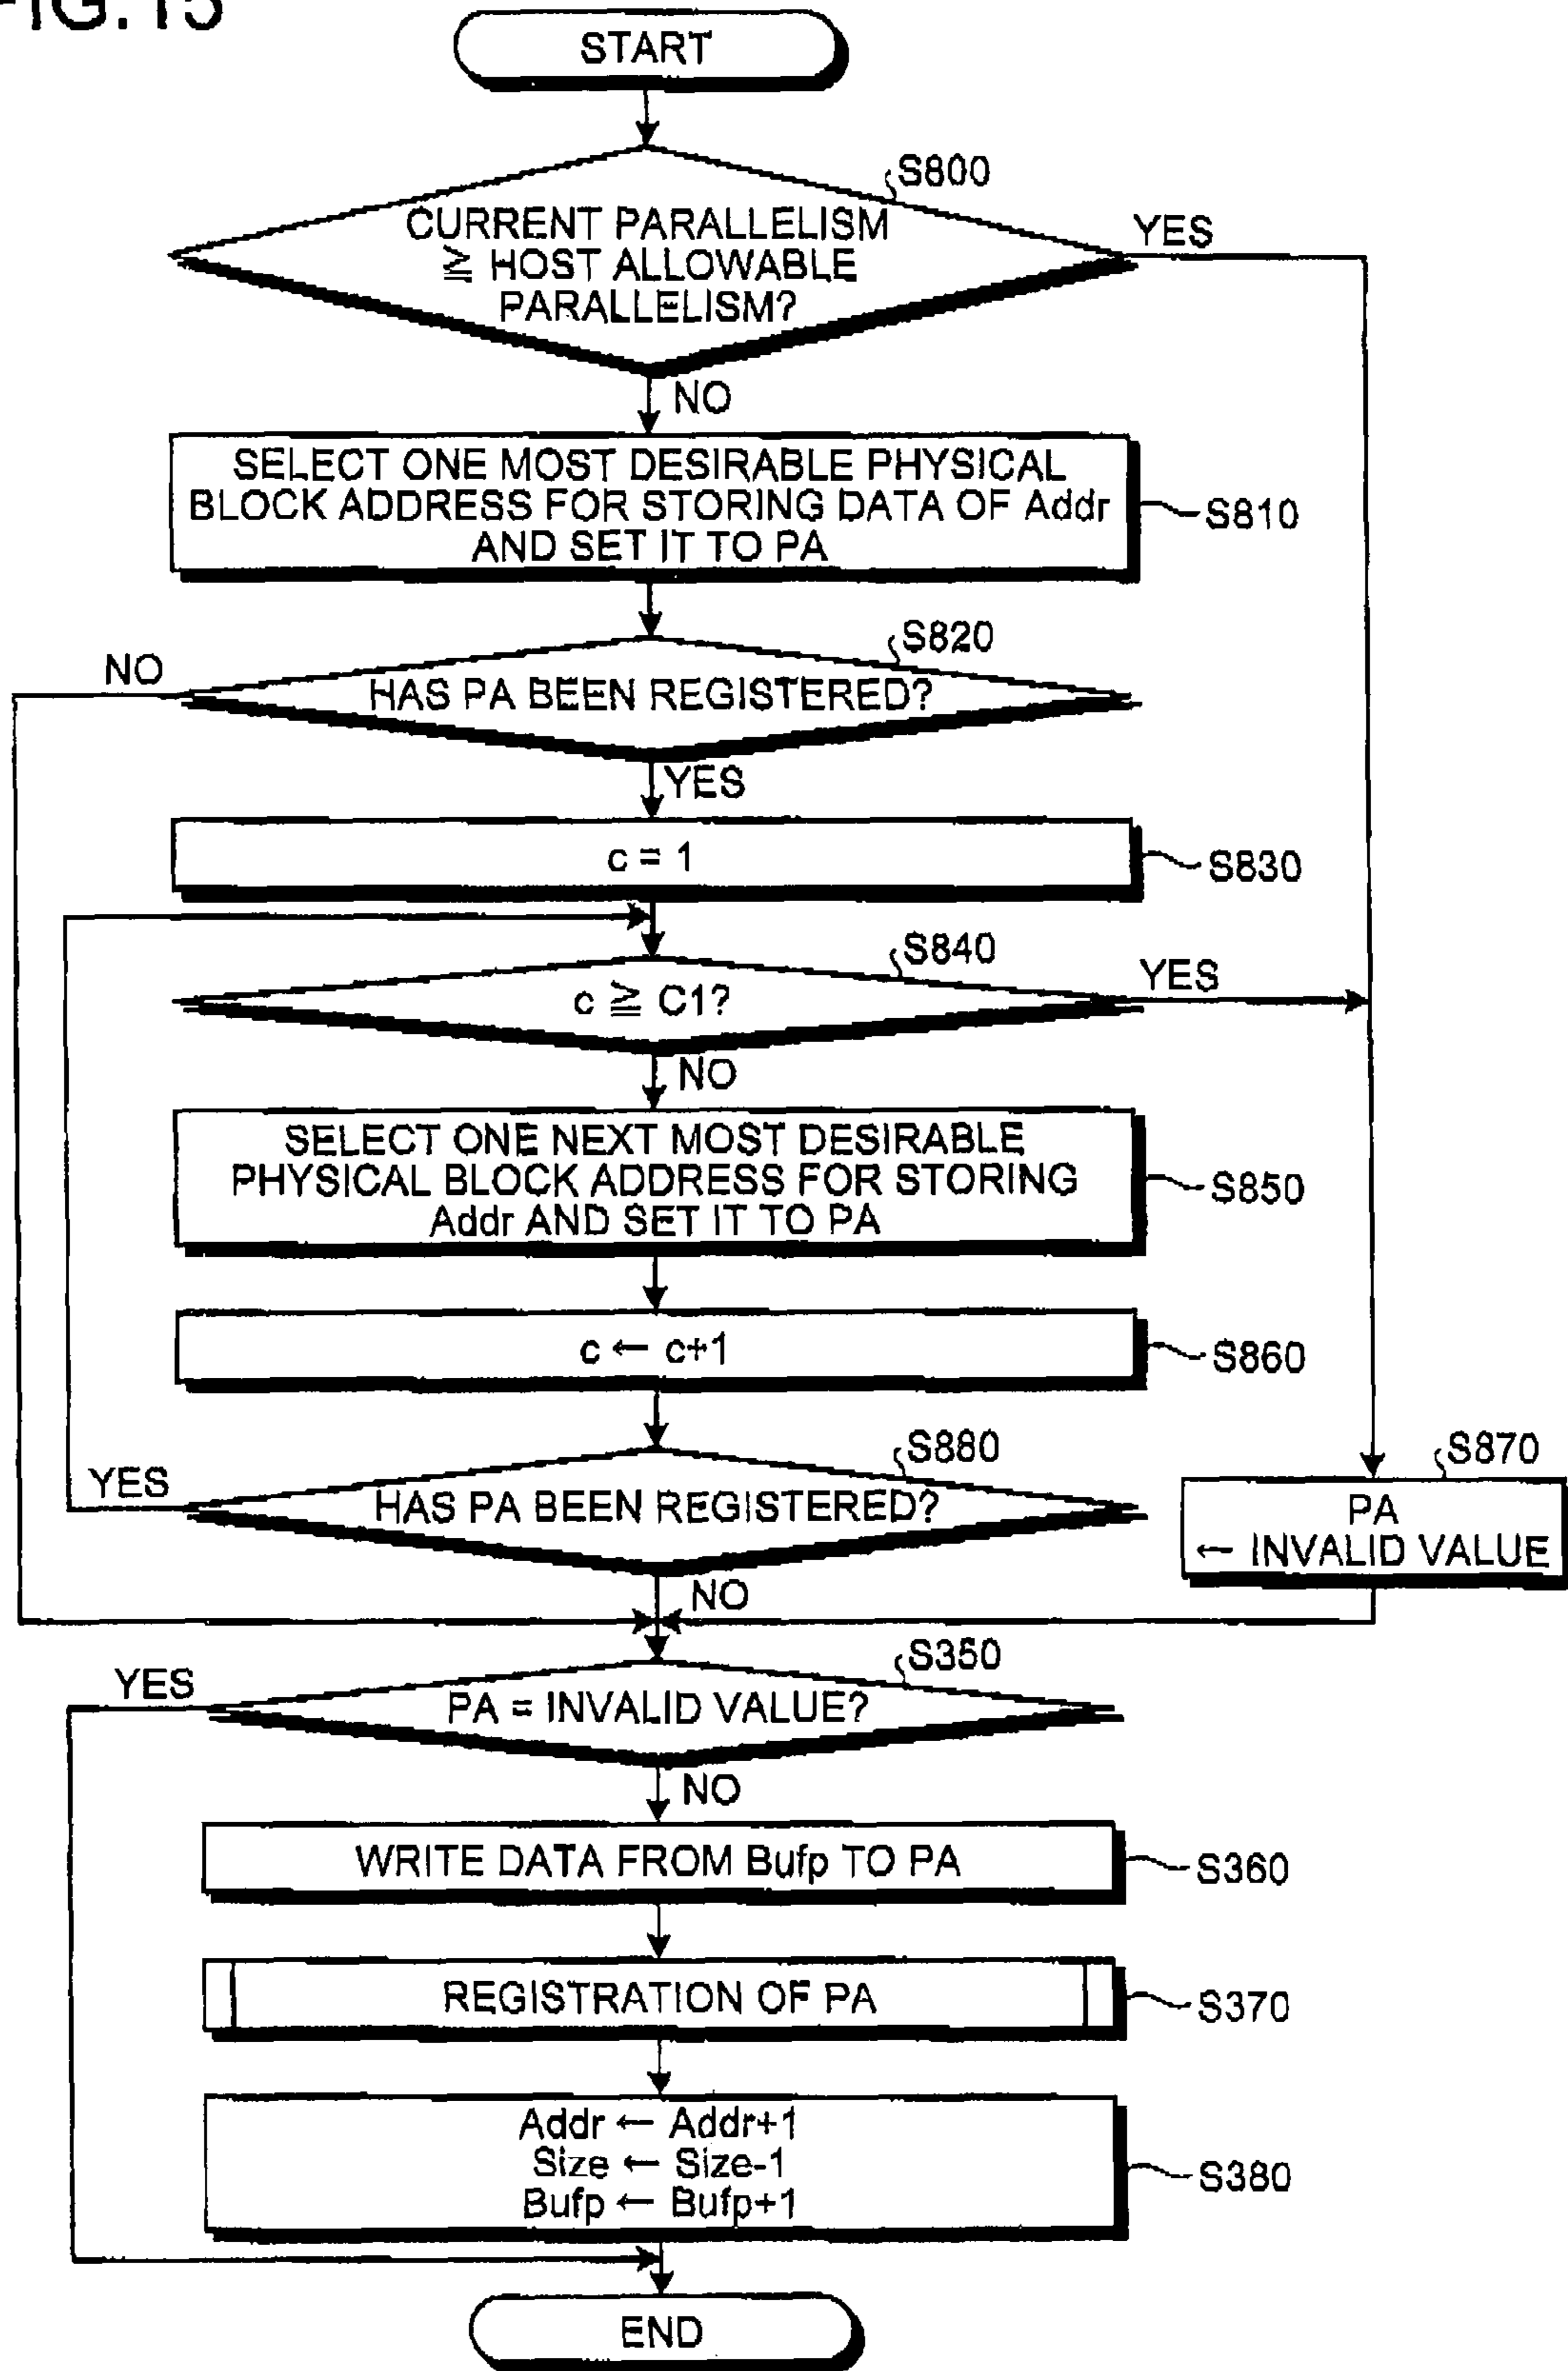 FIG.15
START
S800
CURRENT PARALLELISM
≧ HOST ALLOWABLE
PARALLELISM?
YES
NO
SELECT ONE MOST DESIRABLE PHYSICAL
BLOCK ADDRESS FOR STORING DATA OF Addr
AND SET IT TO PA
S810
S820
NO
HAS PA BEEN REGISTERED?
YES
c = 1
S830
S840
c ≧ C1?
YES
NO
SELECT ONE NEXT MOST DESIRABLE
PHYSICAL BLOCK ADDRESS FOR STORING
Addr AND SET IT TO PA
S850
c ← c+1
S860
S880
YES
HAS PA BEEN REGISTERED?
NO
S870
PA
← INVALID VALUE
S350
YES
PA = INVALID VALUE?
NO
WRITE DATA FROM Bufp TO PA
S360
REGISTRATION OF PA
S370
Addr ← Addr+1
Size ← Size-1
Bufp ← Bufp+1
S380
END